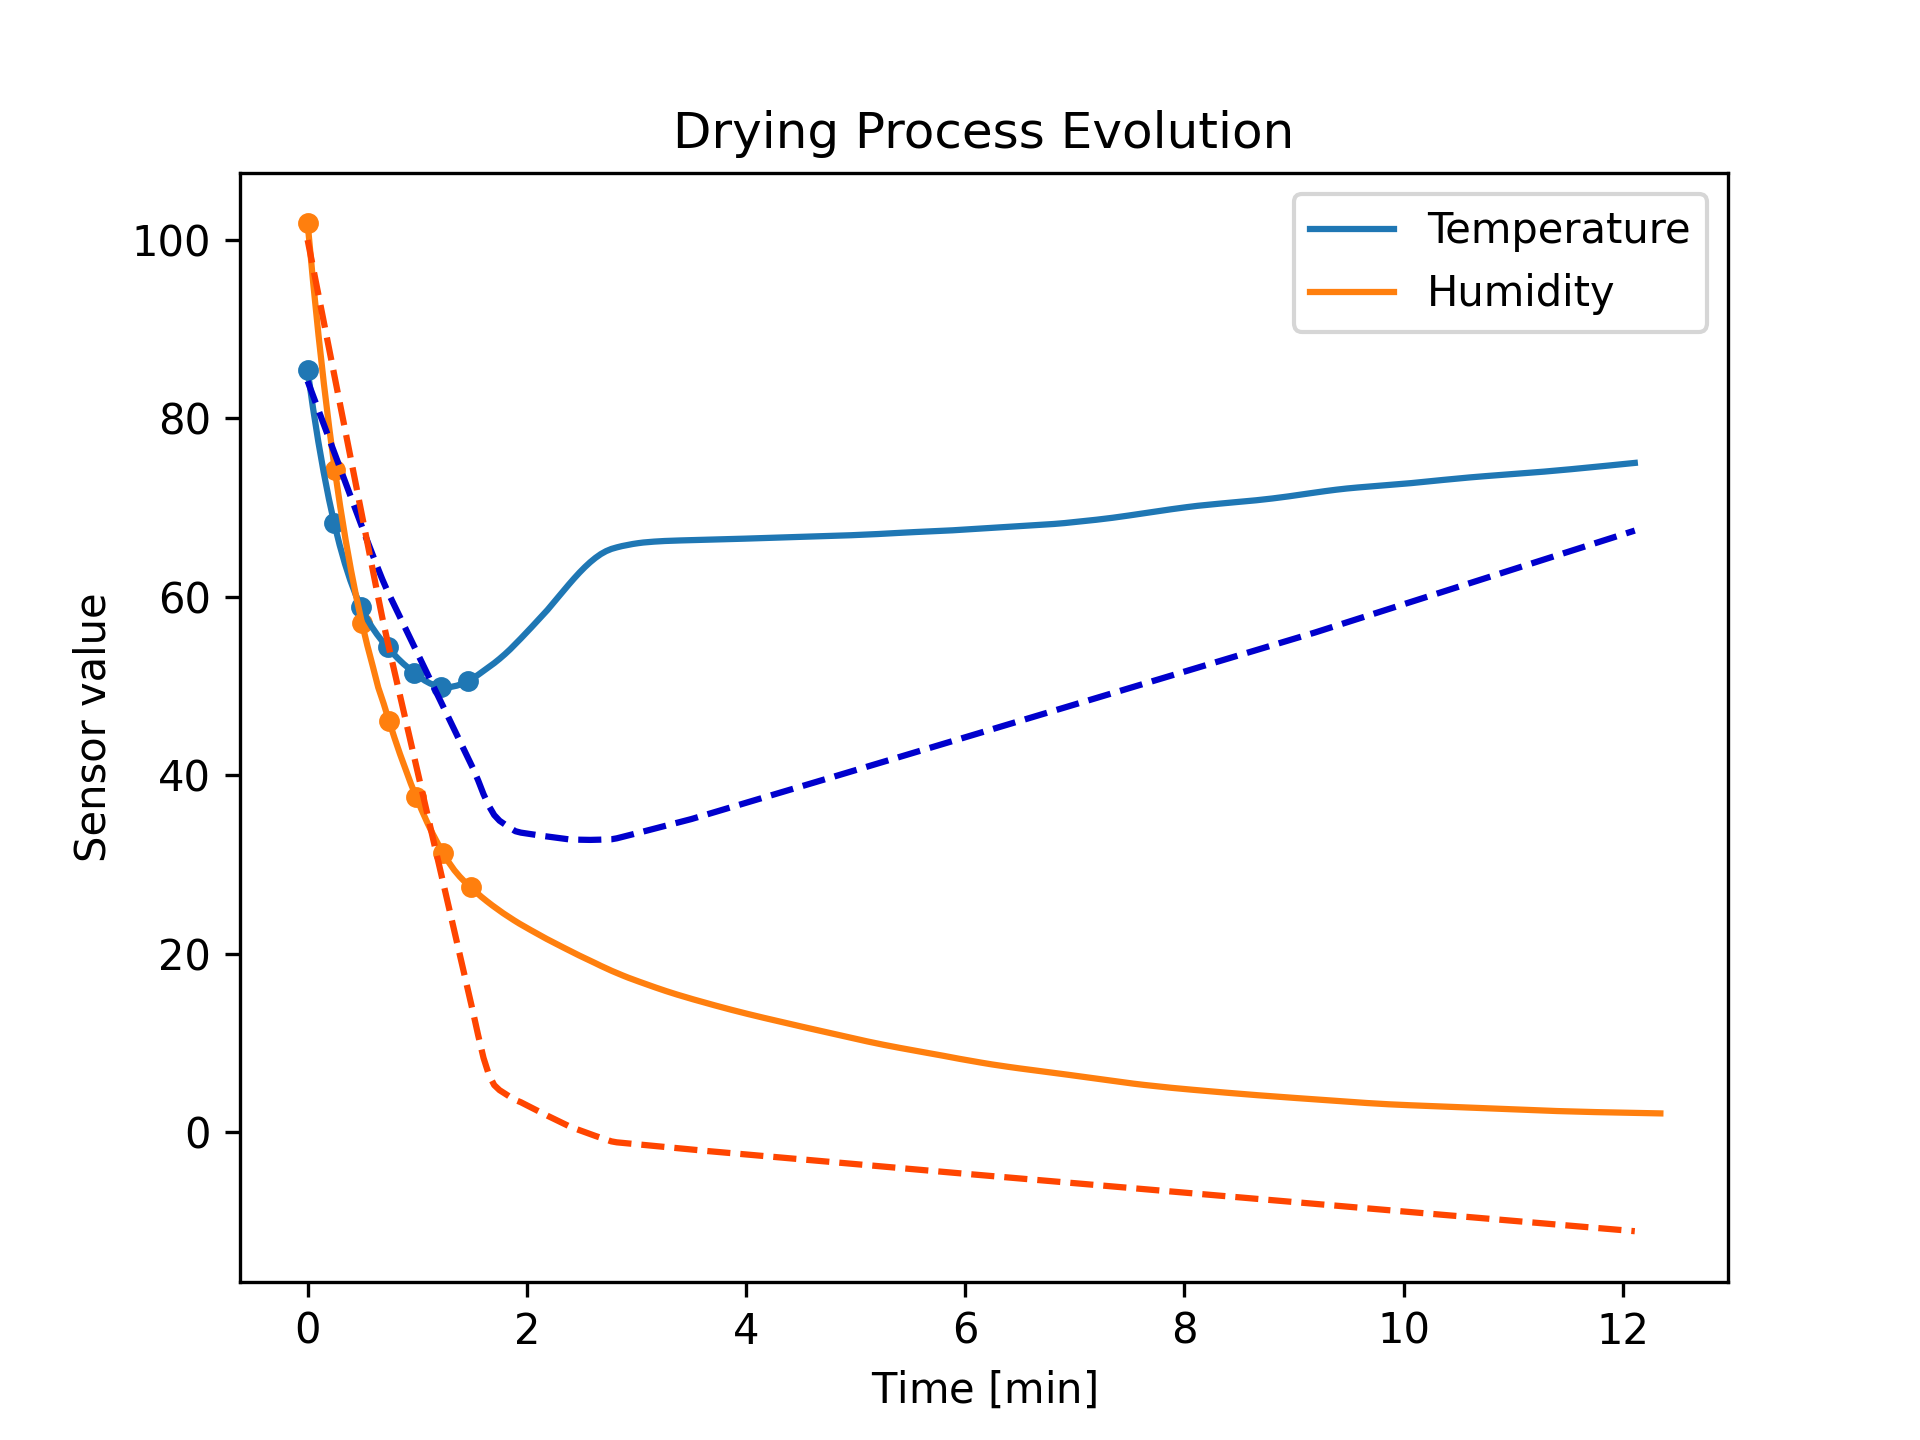 Drying Process Evolution
Temperature
Humidity
Sensor value
100
80
60
40
20
0
0 2 4 6 8 10 12
Time [min]